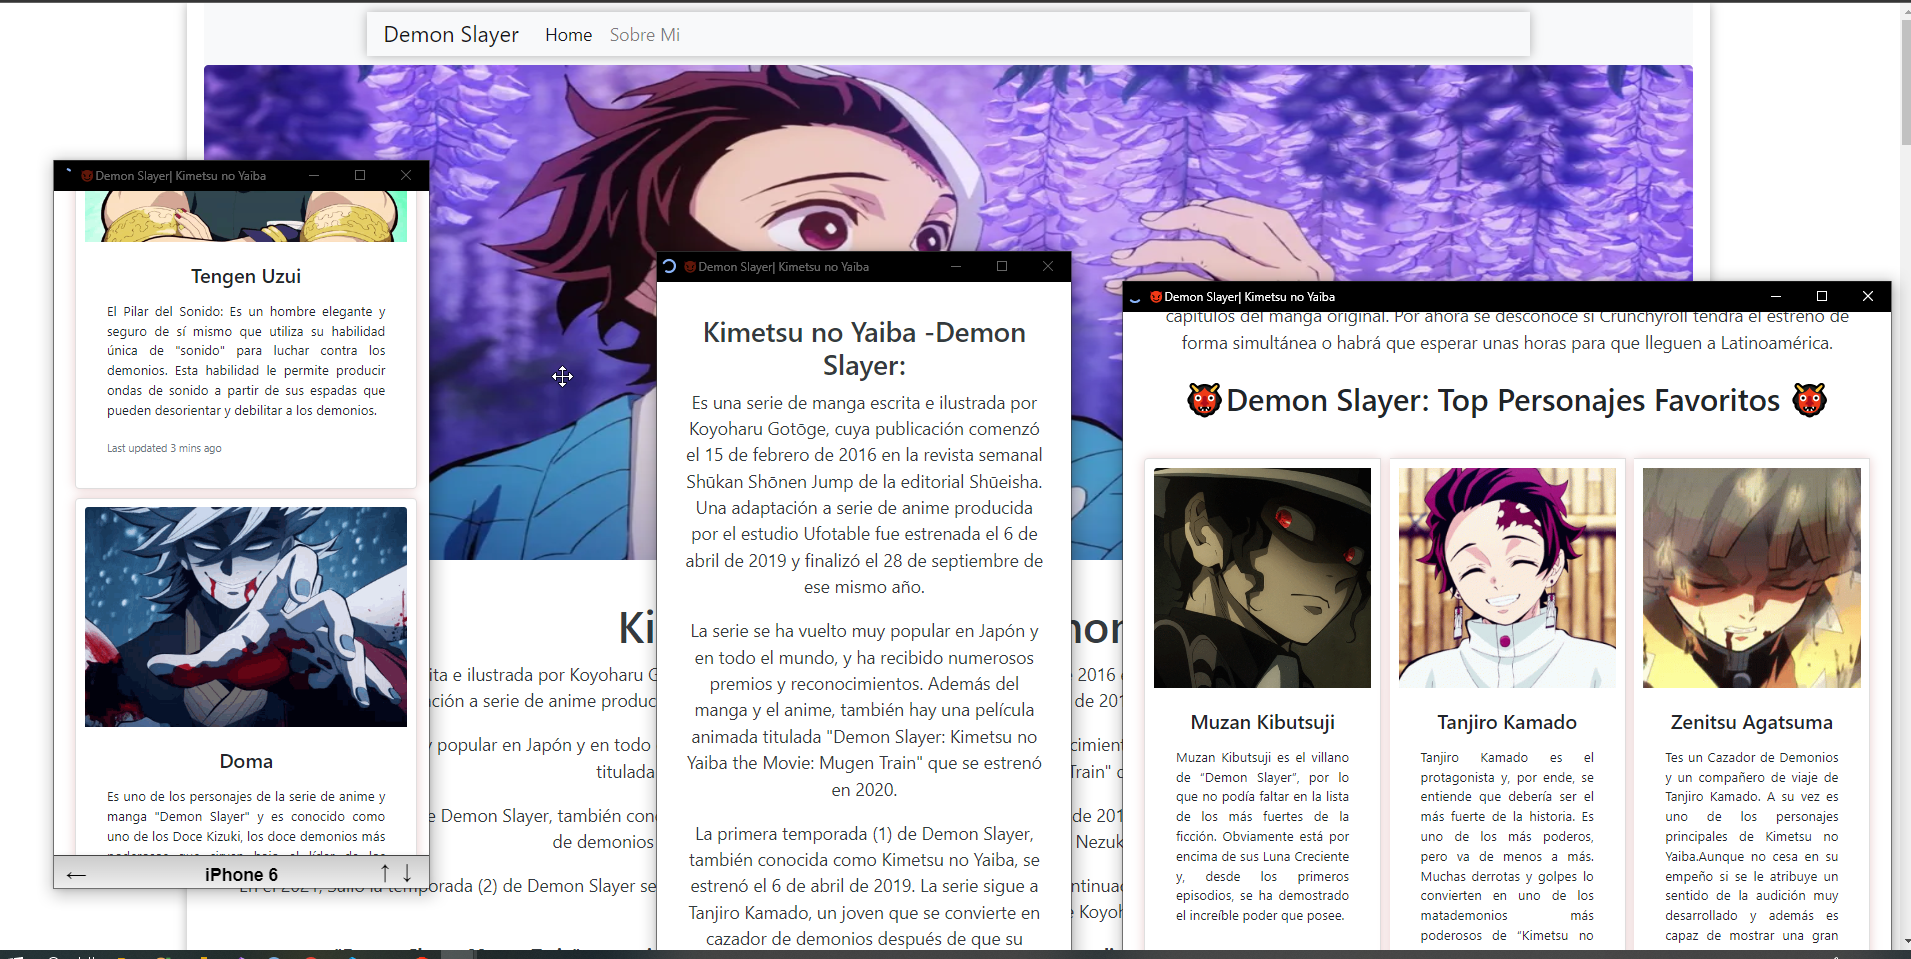 Demon Slayer Home Sobre Mi
Demon Slayer| Kimetsu no Yaiba
Tengen Uzui
El Pilar del Sonido: Es un hombre elegante y
seguro de sí mismo que utiliza su habilidad
única de "sonido" para luchar contra los
demonios. Esta habilidad le permite producir
ondas de sonido a partir de sus espadas que
pueden desorientar y debilitar a los demonios.
Last updated 3 mins ago
Doma
Es uno de los personajes de la serie de anime y
manga "Demon Slayer" y es conocido como
uno de los Doce Kizuki, los doce demonios más
iPhone 6
Demon Slayer| Kimetsu no Yaiba
Kimetsu no Yaiba -Demon
Slayer:
Es una serie de manga escrita e ilustrada por
Koyoharu Gotōge, cuya publicación comenzó
el 15 de febrero de 2016 en la revista semanal
Shūkan Shōnen Jump de la editorial Shūeisha.
Una adaptación a serie de anime producida
por el estudio Ufotable fue estrenada el 6 de
abril de 2019 y finalizó el 28 de septiembre de
ese mismo año.
La serie se ha vuelto muy popular en Japón y
en todo el mundo, y ha recibido numerosos
premios y reconocimientos. Además del
manga y el anime, también hay una película
animada titulada "Demon Slayer: Kimetsu no
Yaiba the Movie: Mugen Train" que se estrenó
en 2020.
La primera temporada (1) de Demon Slayer,
también conocida como Kimetsu no Yaiba, se
estrenó el 6 de abril de 2019. La serie sigue a
Tanjiro Kamado, un joven que se convierte en
cazador de demonios después de que su
Demon Slayer| Kimetsu no Yaiba
capítulos del manga original. Por ahora se desconoce si Crunchyroll tendrá el estreno de
forma simultánea o habrá que esperar unas horas para que lleguen a Latinoamérica.
👹Demon Slayer: Top Personajes Favoritos 👹
Muzan Kibutsuji
Muzan Kibutsuji es el villano
de “Demon Slayer”, por lo
que no podía faltar en la lista
de los más fuertes de la
ficción. Obviamente está por
encima de sus Luna Creciente
y, desde los primeros
episodios, se ha demostrado
el increíble poder que posee.
Tanjiro Kamado
Tanjiro Kamado es el
protagonista y, por ende, se
entiende que debería ser el
más fuerte de la historia. Es
uno de los más poderos,
pero va de menos a más.
Muchas derrotas y golpes lo
convierten en uno de los
matademonios más
poderosos de “Kimetsu no
Zenitsu Agatsuma
Tes un Cazador de Demonios
y un compañero de viaje de
Tanjiro Kamado. A su vez es
uno de los personajes
principales de Kimetsu no
Yaiba.Aunque no cesa en su
empeño si se le atribuye un
sentido de la audición muy
desarrollado y además es
capaz de mostrar una gran
Ki
mon
ita e ilustrada por Koyoharu G
2016
ación a serie de anime produc
de 201
popular en Japón y en todo
cimient
titulada
Train"
e Demon Slayer, también con
de 201
de demonios
Nezuk
temporada (2) de Demon Slayer se
ontinuac
e Koyoh